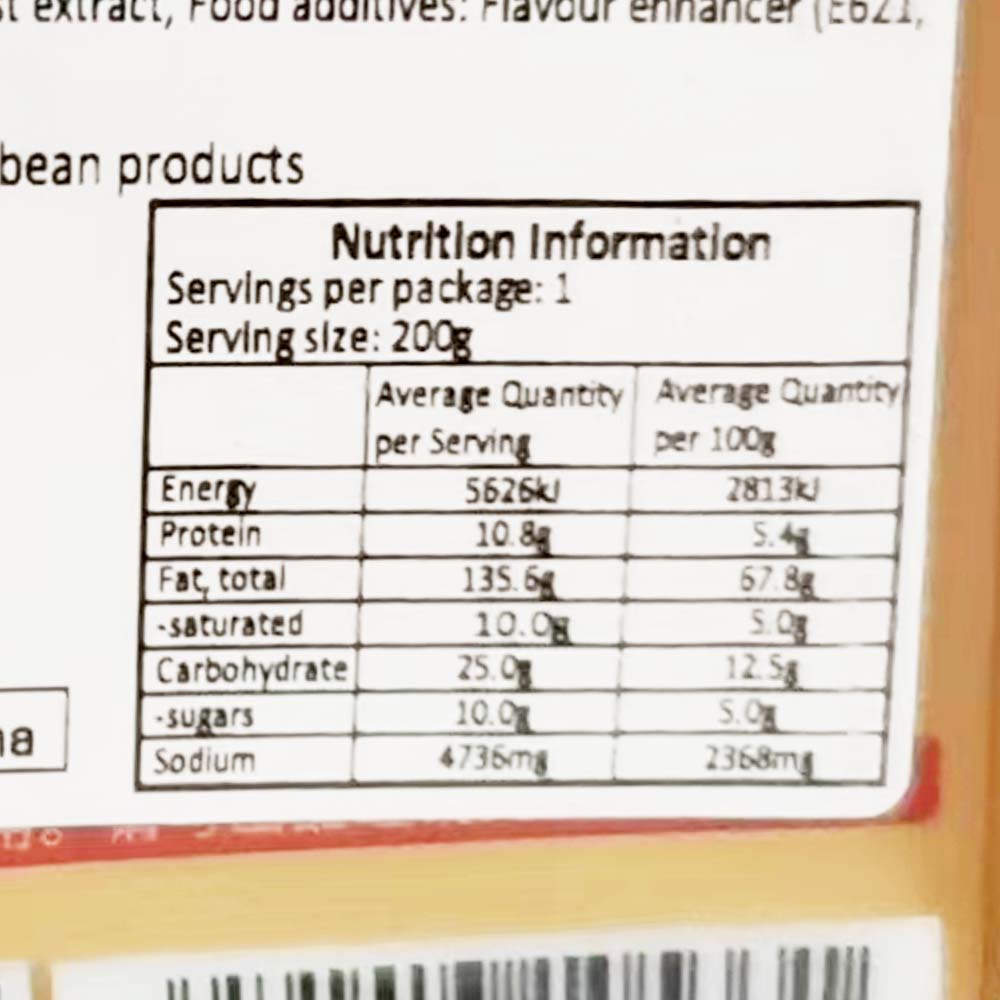 extract, Food additives: Flavour enhancer (E621,
bean products
Nutrition Information
Servings per package: 1
Serving size: 200g
Average Quantity per Serving Average Quantity per 100g
Energy 5626kJ 2813kJ
Protein 10.8g 5.4g
Fat, total 135.6g 67.8g
-saturated 10.0g 5.0g
Carbohydrate 25.0g 12.5g
-sugars 10.0g 5.0g
Sodium 4736mg 2368mg